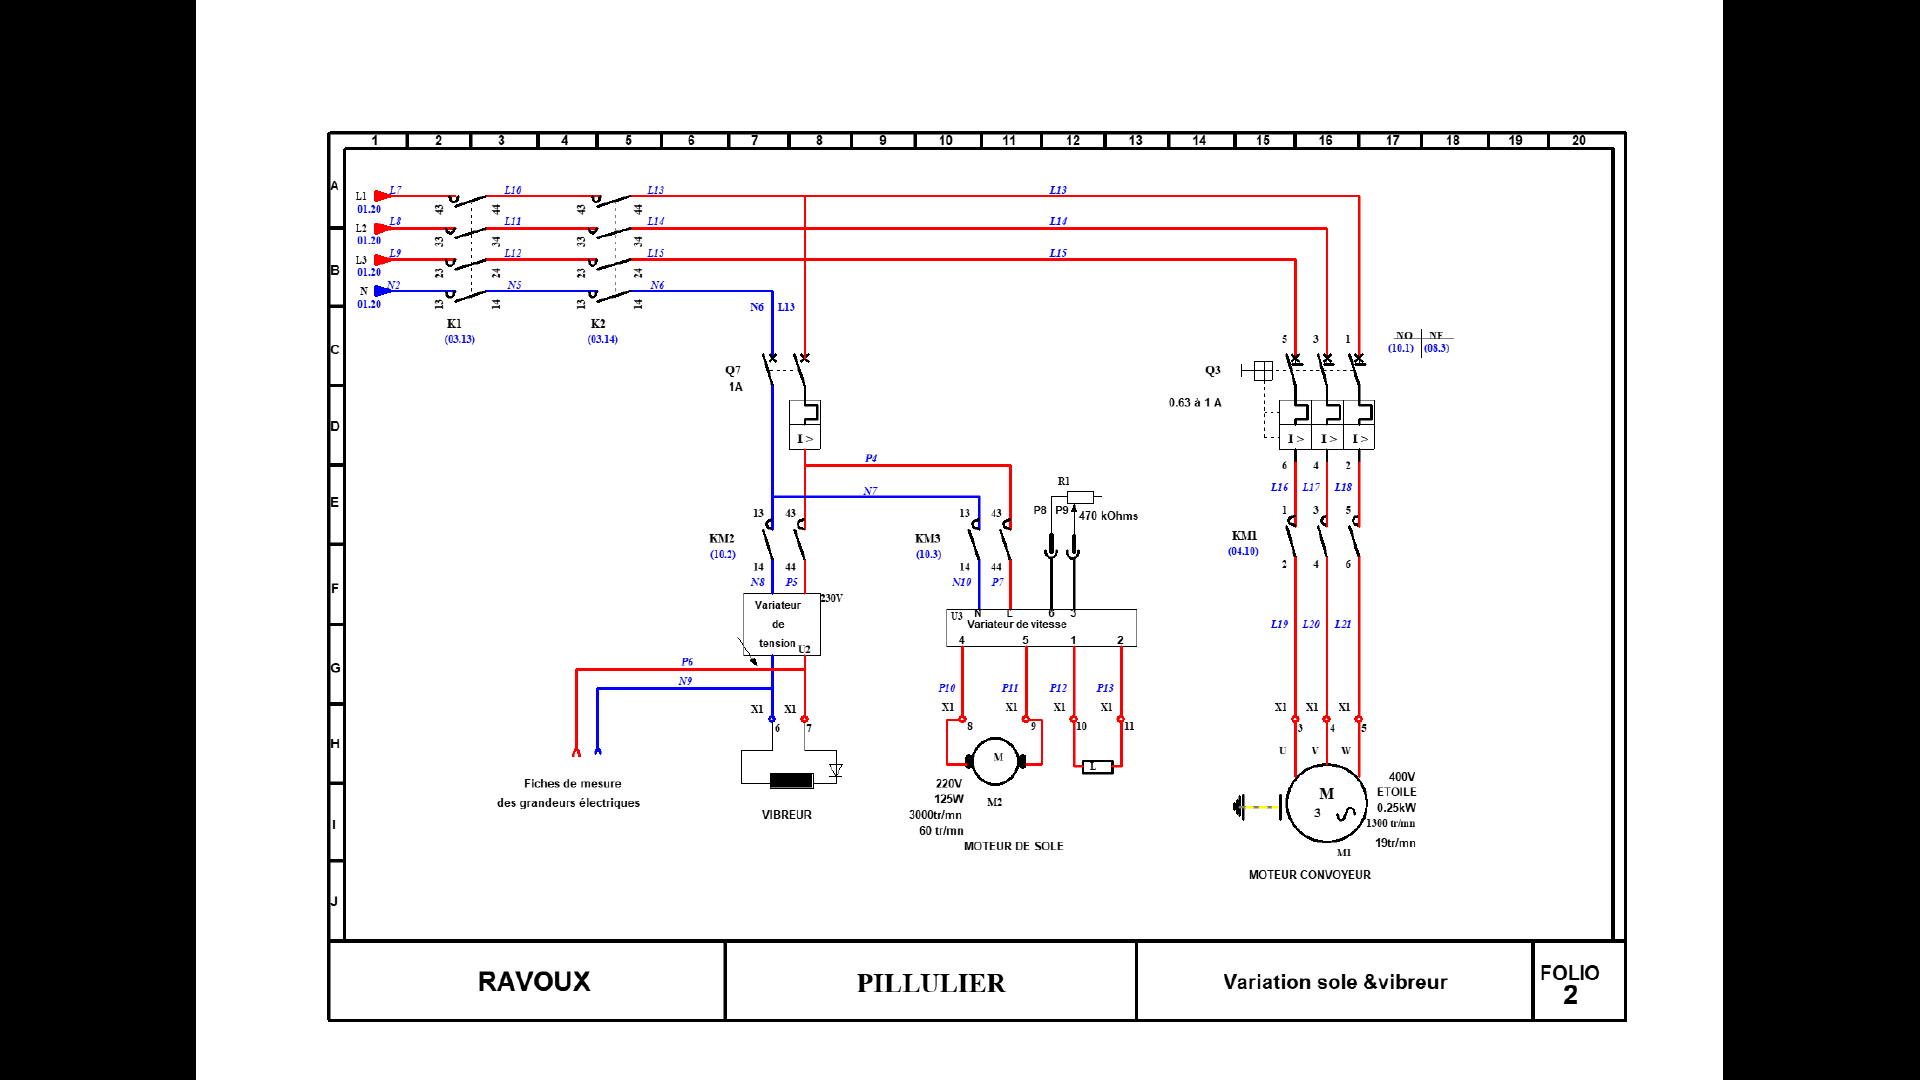 1 2 3 4 5 6 7 8 9 10 11 12 13 14 15 16 17 18 19 20
A
B
C
D
E
F
G
H
I
J
L1 L7 L10 L13 L13
01.20 43 44 43 44
L2 L8 L11 L14 L14
01.20 33 34 33 34
L3 L9 L12 L15 L15
01.20 23 24 23 24
N N2 N5 N6
01.20 13 14 13 14
N6 L13
K1 K2
(03.13) (03.14)
5 3 1
NO NF
(10.1) (08.3)
Q7
1A
Q3
0.63 à 1 A
I >
I > I > I >
P4
6 4 2
N7
R1
L16 L17 L18
P8 P9 470 kOhms
13 43 13 43
1 3 5
KM2
(10.2)
KM3
(10.3)
KM1
(04.10)
14 44 14 44
2 4 6
N8 P5 N10 P7
230V
Variateur
de
tension U2
U3 N L 6 3
Variateur de vitesse
4 5 1 2
L19 L20 L21
P6
N9
P10 P11 P12 P13
X1 X1 X1 X1 X1 X1 X1 X1 X1
6 7 8 9 10 11 3 4 5
U V W
M
L
Fiches de mesure
des grandeurs électriques
VIBREUR
220V
125W
3000tr/mn
60 tr/mn
M2
MOTEUR DE SOLE
M
3
400V
ETOILE
0.25kW
1300 tr/mn
19tr/mn
M1
MOTEUR CONVOYEUR
RAVOUX
PILLULIER
Variation sole &vibreur
FOLIO
2